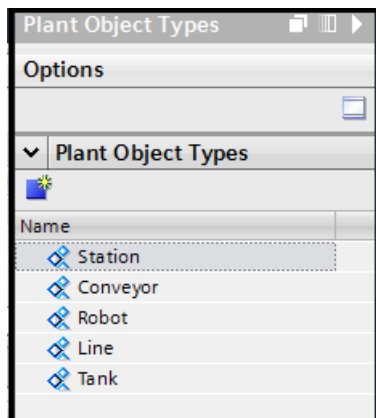 Plant Object Types
Options
Plant Object Types
Name
Station
Conveyor
Robot
Line
Tank